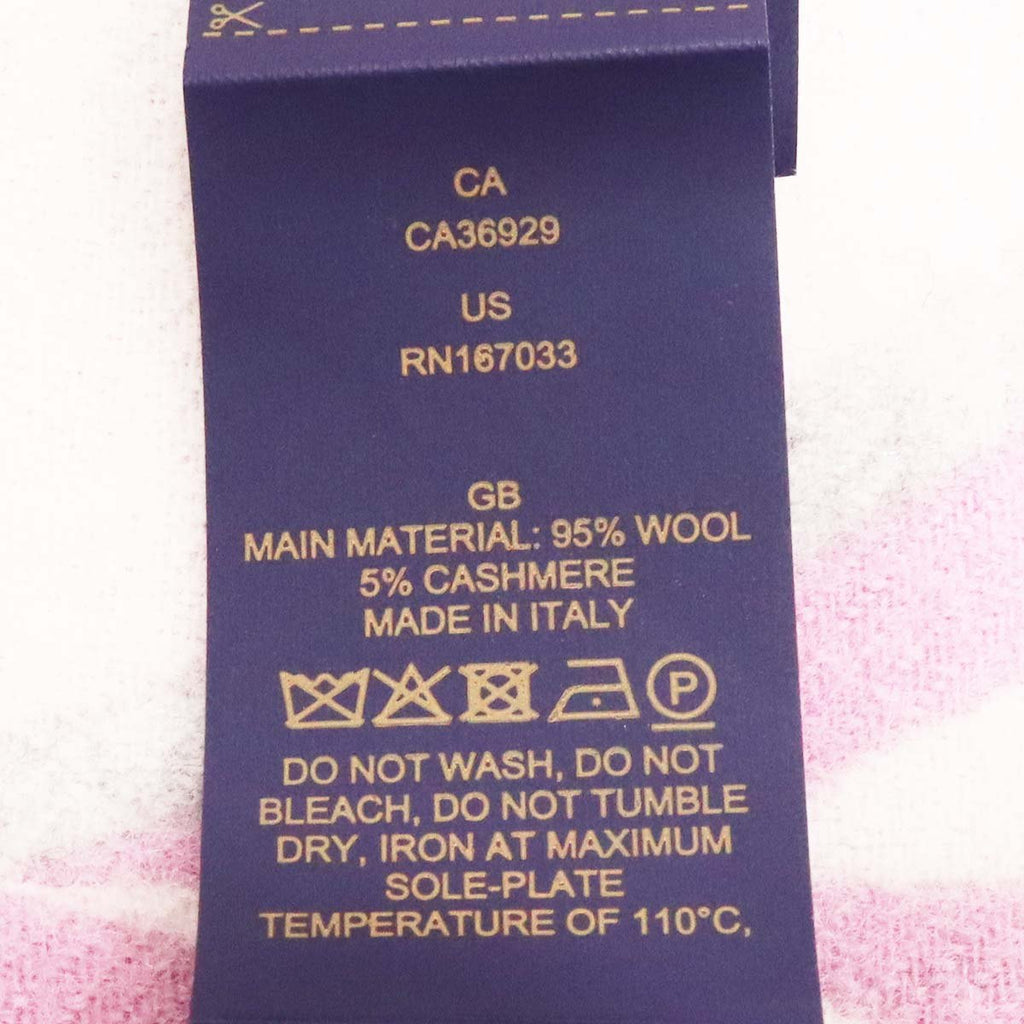 CA
CA36929
US
RN167033
GB
MAIN MATERIAL: 95% WOOL
5% CASHMERE
MADE IN ITALY
P
DO NOT WASH, DO NOT
BLEACH, DO NOT TUMBLE
DRY, IRON AT MAXIMUM
SOLE-PLATE
TEMPERATURE OF 110°C,